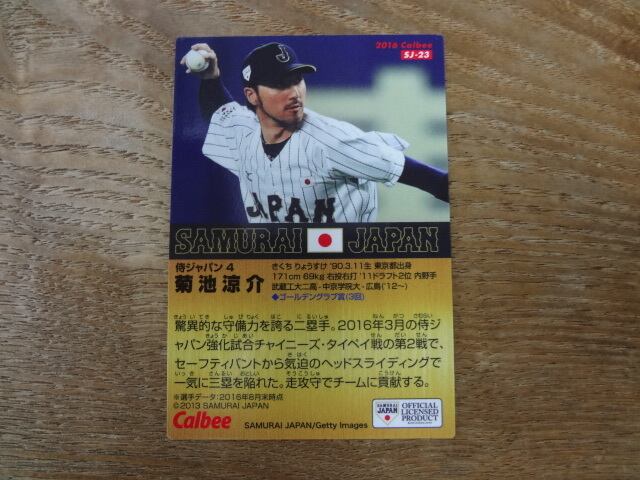 2016 Calbee
SJ-23
J
JAPAN
SAMURAI JAPAN
侍ジャパン 4
菊池涼介
きくち りょうすけ '90.3.11生 東京都出身
171cm 69kg 右投右打 '11ドラフト2位 内野手
武蔵工大二高-中京学院大-広島('12~)
◆ゴールデングラブ賞(3回)
驚異的な守備力を誇る二塁手。2016年3月の侍ジ
ャパン強化試合チャイニーズ・タイペイ戦の第2戦で、
セーフティバントから気迫のヘッドスライディングで
一気に三塁を陥れた。走攻守でチームに貢献する。
※選手データ:2016年8月末時点
©2013 SAMURAI JAPAN
Calbee
SAMURAI JAPAN/Getty Images
SAMURAI
JAPAN
OFFICIAL
LICENSED
PRODUCT